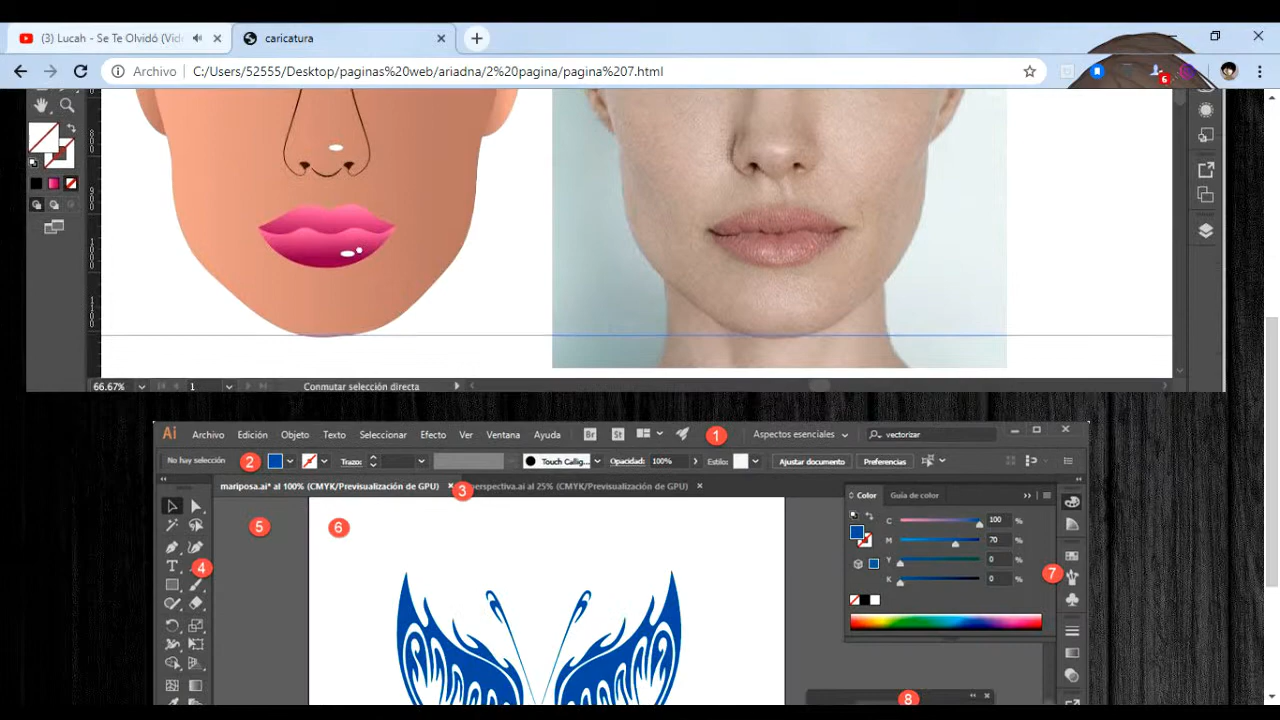 (3) Lucah - Se Te Olvidó (Vid
caricatura
Archivo C:/Users/52555/Desktop/paginas%20web/ariadna/2%20pagina/pagina%207.html
6
66.67% 1 Conmutar selección directa
Ai Archivo Edición Objeto Texto Seleccionar Efecto Ver Ventana Ayuda Br St 1 Aspectos esenciales vectorizar
No hay selección 2 Trazo: Touch Callig... Opacidad: 100% Estilo: Ajustar documento Preferencias
mariposa.ai* al 100% (CMYK/Previsualización de GPU) 3 perspectiva.ai al 25% (CMYK/Previsualización de GPU)
Color Guía de color
C 100 %
5 6
M 70 %
Y 0 %
4 7
K 0 %
8